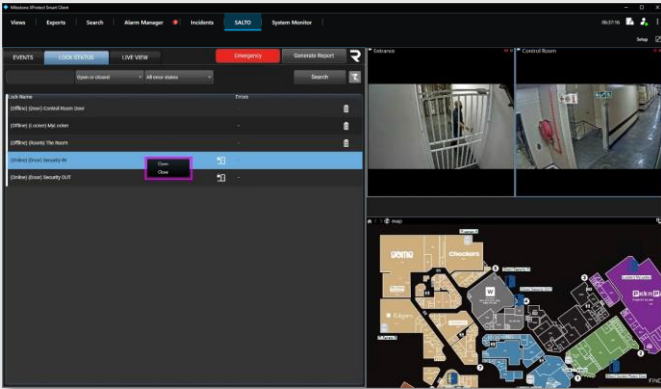 Milestone XProtect Smart Client
Views Exports Search Alarm Manager Incidents SALTO System Monitor
Setup
EVENTS LOCK STATUS LIVE VIEW Emergency Generate Report
Open or closed All error status Search
Lock Name Errors
(Offline) (Door) Control Room Door
(Offline) (Locker) MyLocker -
(Offline) (Room) The Room -
(Online) (Door) Security IN -
Open
Close
(Online) (Door) Security OUT -
Entrance
Control Room
map
Checkers
W
Edgars